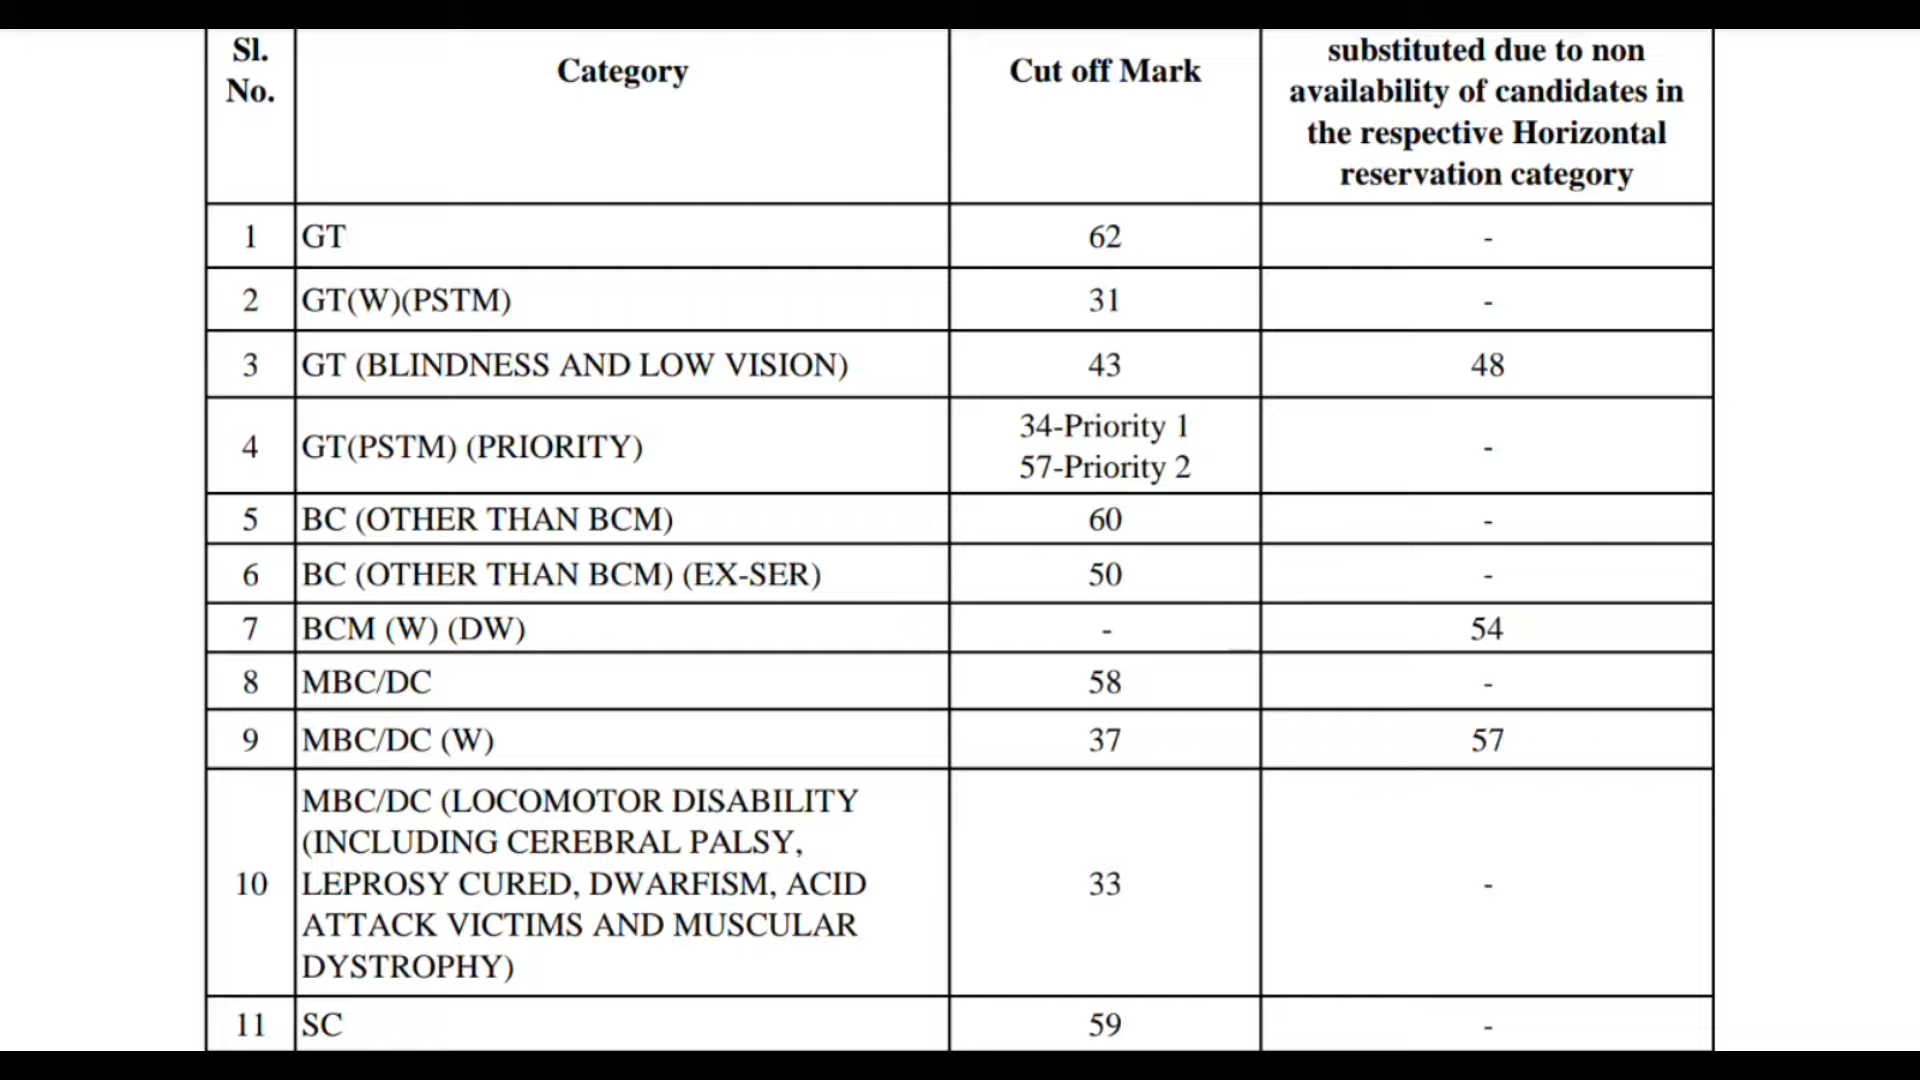 Sl.
No.
Category
Cut off Mark
substituted due to non
availability of candidates in
the respective Horizontal
reservation category
1 GT 62 -
2 GT(W)(PSTM) 31 -
3 GT (BLINDNESS AND LOW VISION) 43 48
4 GT(PSTM) (PRIORITY) 34-Priority 1
57-Priority 2 -
5 BC (OTHER THAN BCM) 60 -
6 BC (OTHER THAN BCM) (EX-SER) 50 -
7 BCM (W) (DW) - 54
8 MBC/DC 58 -
9 MBC/DC (W) 37 57
10 MBC/DC (LOCOMOTOR DISABILITY
(INCLUDING CEREBRAL PALSY,
LEPROSY CURED, DWARFISM, ACID
ATTACK VICTIMS AND MUSCULAR
DYSTROPHY) 33 -
11 SC 59 -